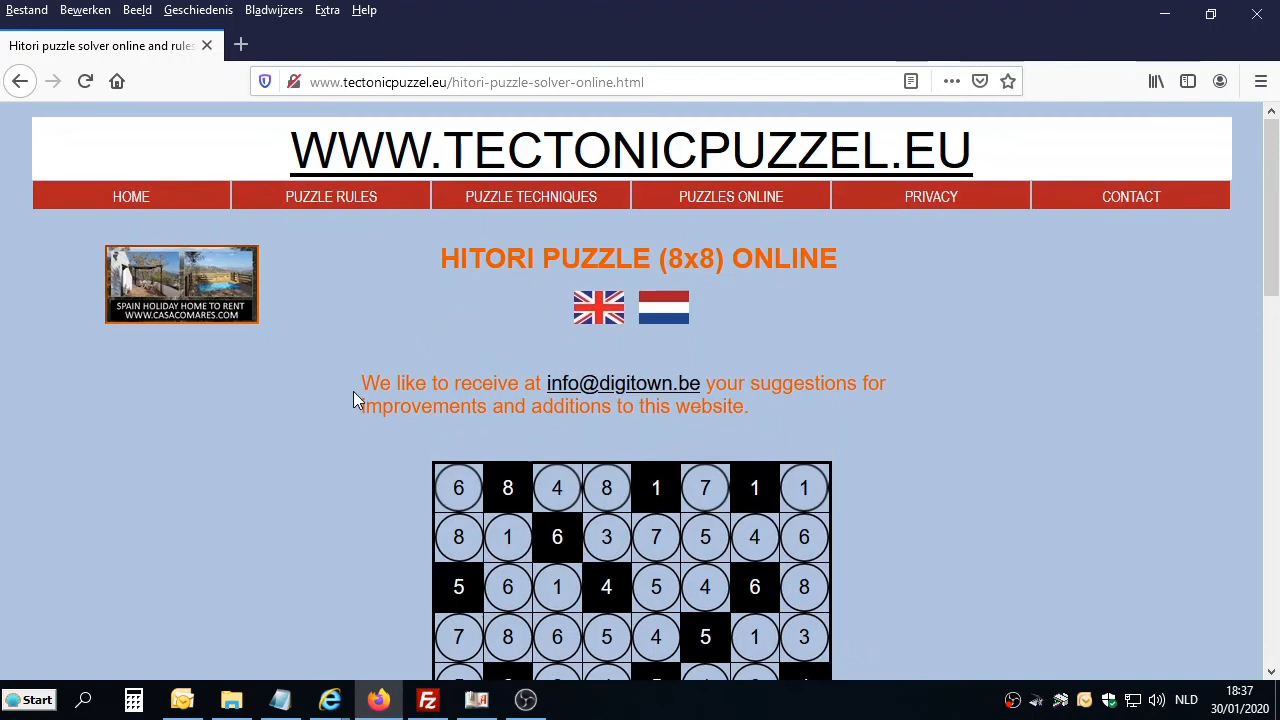 Bestand Bewerken Beeld Geschiedenis Bladwijzers Extra Help
Hitori puzzle solver online and rules
www.tectonicpuzzel.eu/hitori-puzzle-solver-online.html
WWW.TECTONICPUZZEL.EU
HOME PUZZLE RULES PUZZLE TECHNIQUES PUZZLES ONLINE PRIVACY CONTACT
HITORI PUZZLE (8x8) ONLINE
SPAIN HOLIDAY HOME TO RENT
WWW.CASACOMARES.COM
We like to receive at info@digitown.be your suggestions for
improvements and additions to this website.
6 8 4 8 1 7 1 1
8 1 6 3 7 5 4 6
5 6 1 4 5 4 6 8
7 8 6 5 4 5 1 3
Start NLD 18:37
30/01/2020